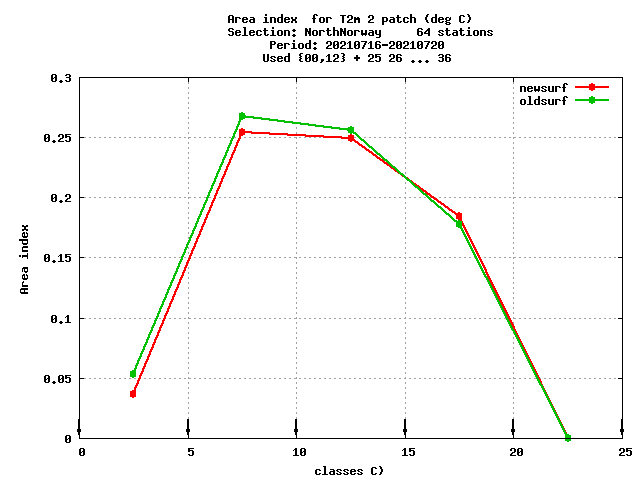 Area index  for T2m 2 patch (deg C)
Selection: NorthNorway     64 stations
Period: 20210716-20210720
Used {00,12} + 25 26 ... 36
newsurf
oldsurf
0.3
0.25
0.2
0.15
0.1
0.05
0
Area index
0 5 10 15 20 25
classes C)